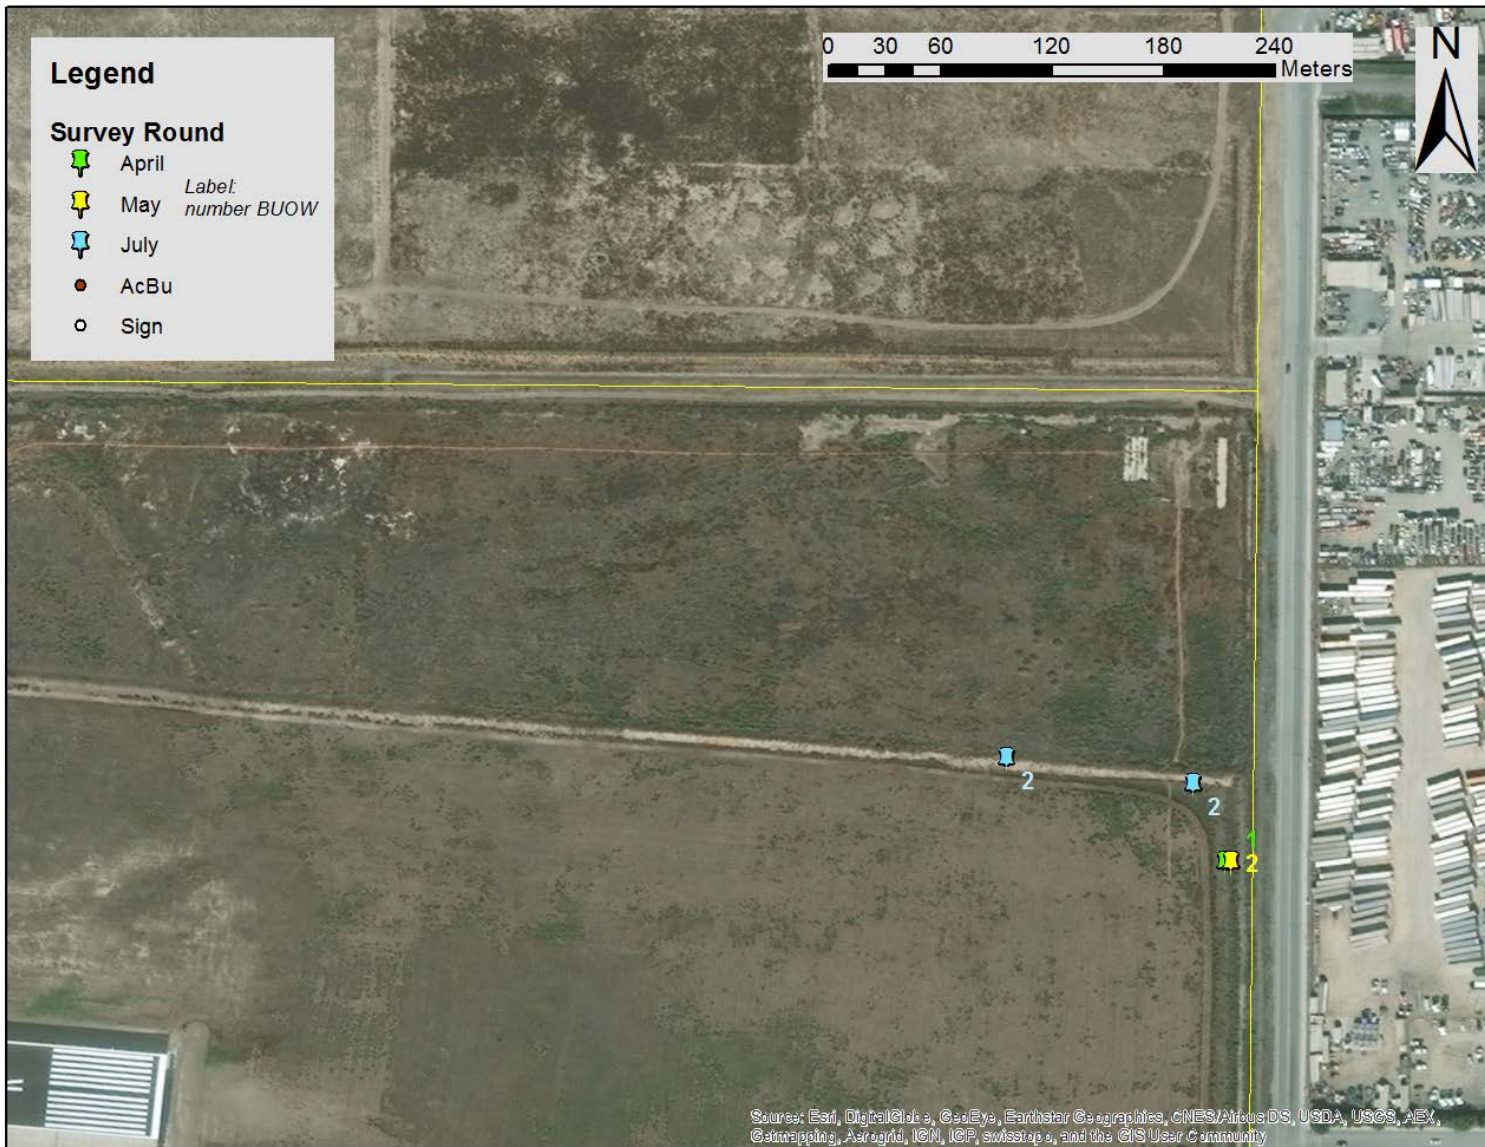 Legend
Survey Round
April
May
July
AcBu
Sign
Label:
number BUOW
0 30 60 120 180 240
Meters
N
2
2
1
2
Source: Esri, DigitalGlobe, GeoEye, Earthstar Geographics, CNES/Airbus DS, USDA, USGS, AEX,
Getmapping, Aerogrid, IGN, IGP, swisstopo, and the GIS User Community